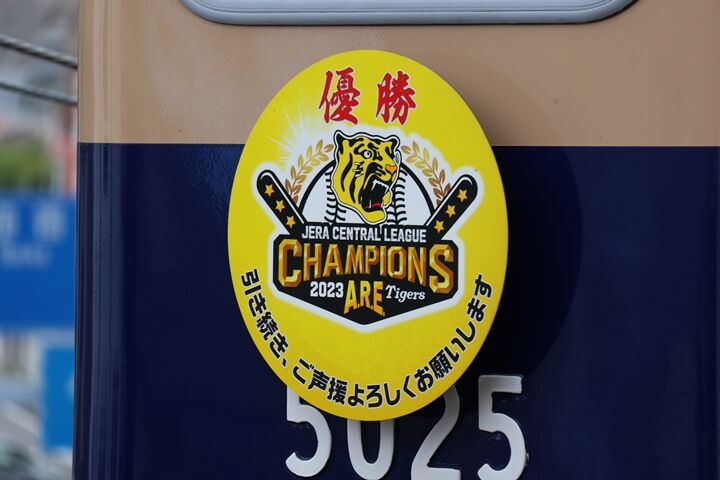 優勝
JERA CENTRAL LEAGUE
CHAMPIONS
2023 A.R.E Tigers
引き続き、ご声援よろしくお願いします
5025